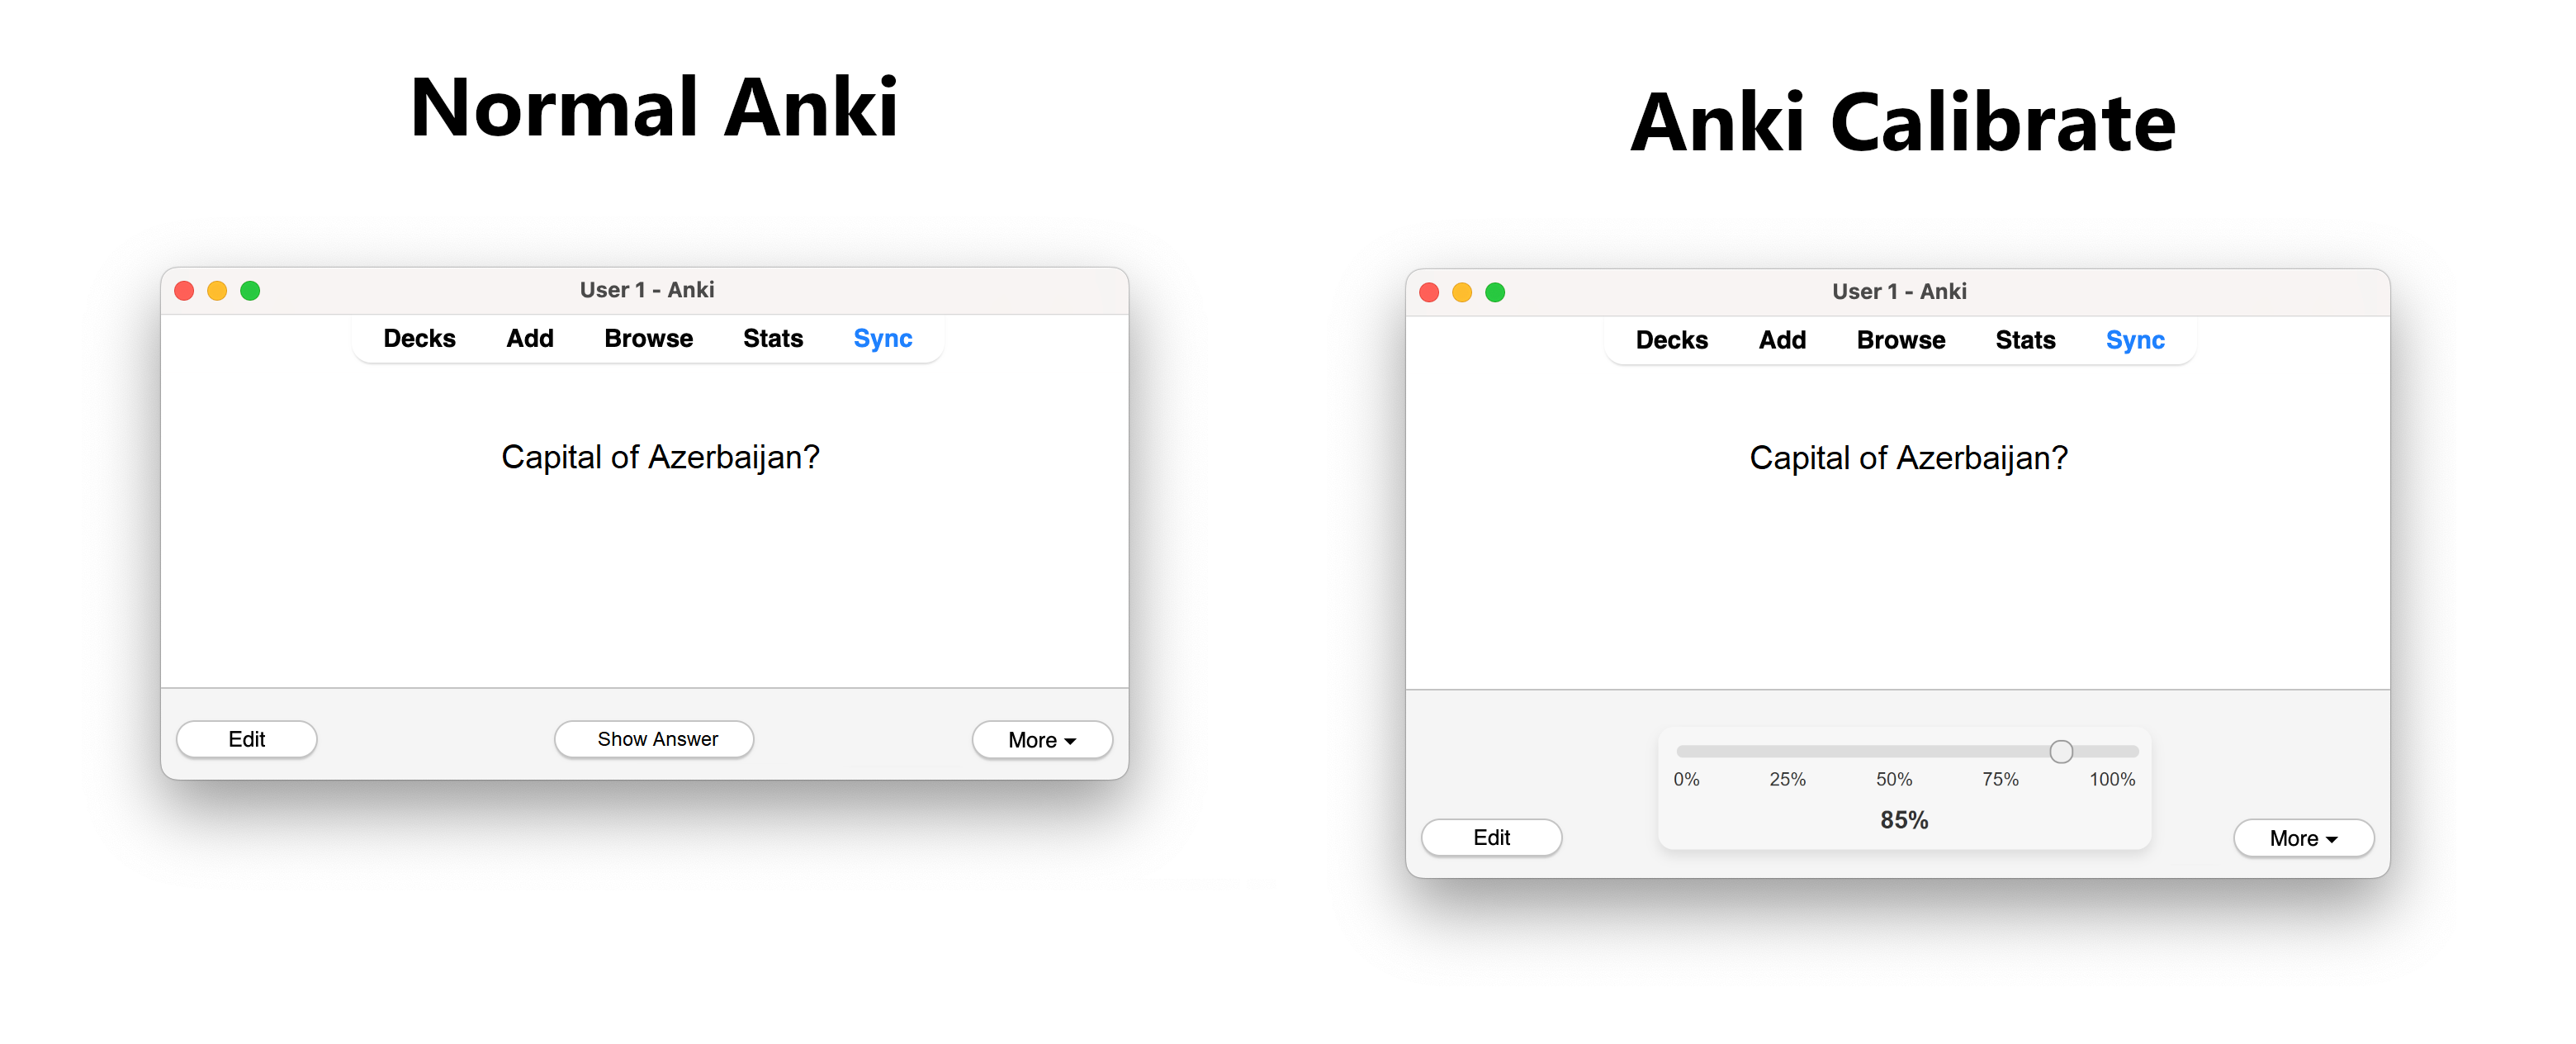 Normal Anki
User 1 - Anki
Decks Add Browse Stats Sync
Capital of Azerbaijan?
Edit Show Answer More
Anki Calibrate
User 1 - Anki
Decks Add Browse Stats Sync
Capital of Azerbaijan?
0% 25% 50% 75% 100%
85%
Edit More